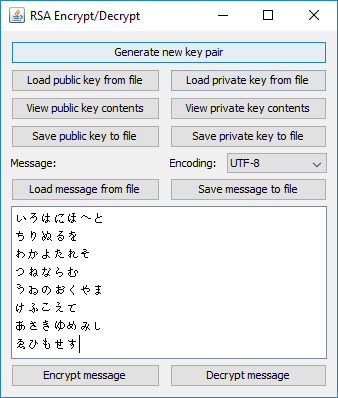 RSA Encrypt/Decrypt
Generate new key pair
Load public key from file
Load private key from file
View public key contents
View private key contents
Save public key to file
Save private key to file
Message:
Encoding: UTF-8
Load message from file
Save message to file
いろはにほへと
ちりぬるを
わかよたれそ
つねならむ
うゐのおくやま
けふこえて
あさきゆめみし
ゑひもせす
Encrypt message
Decrypt message